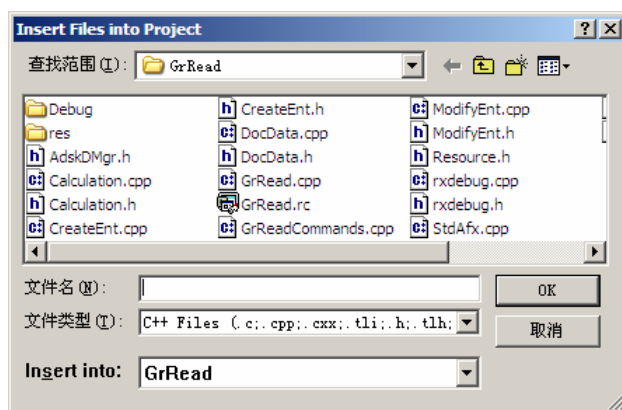 Insert Files into Project
查找范围(I): GrRead
Debug CreateEnt.h ModifyEnt.cpp
res DocData.cpp ModifyEnt.h
AdskDMgr.h DocData.h Resource.h
Calculation.cpp GrRead.cpp rxdebug.cpp
Calculation.h GrRead.rc rxdebug.h
CreateEnt.cpp GrReadCommands.cpp StdAfx.cpp
文件名(N): OK
文件类型(T): C++ Files (.c;.cpp;.cxx;.tli;.h;.tlh; 取消
Insert into: GrRead